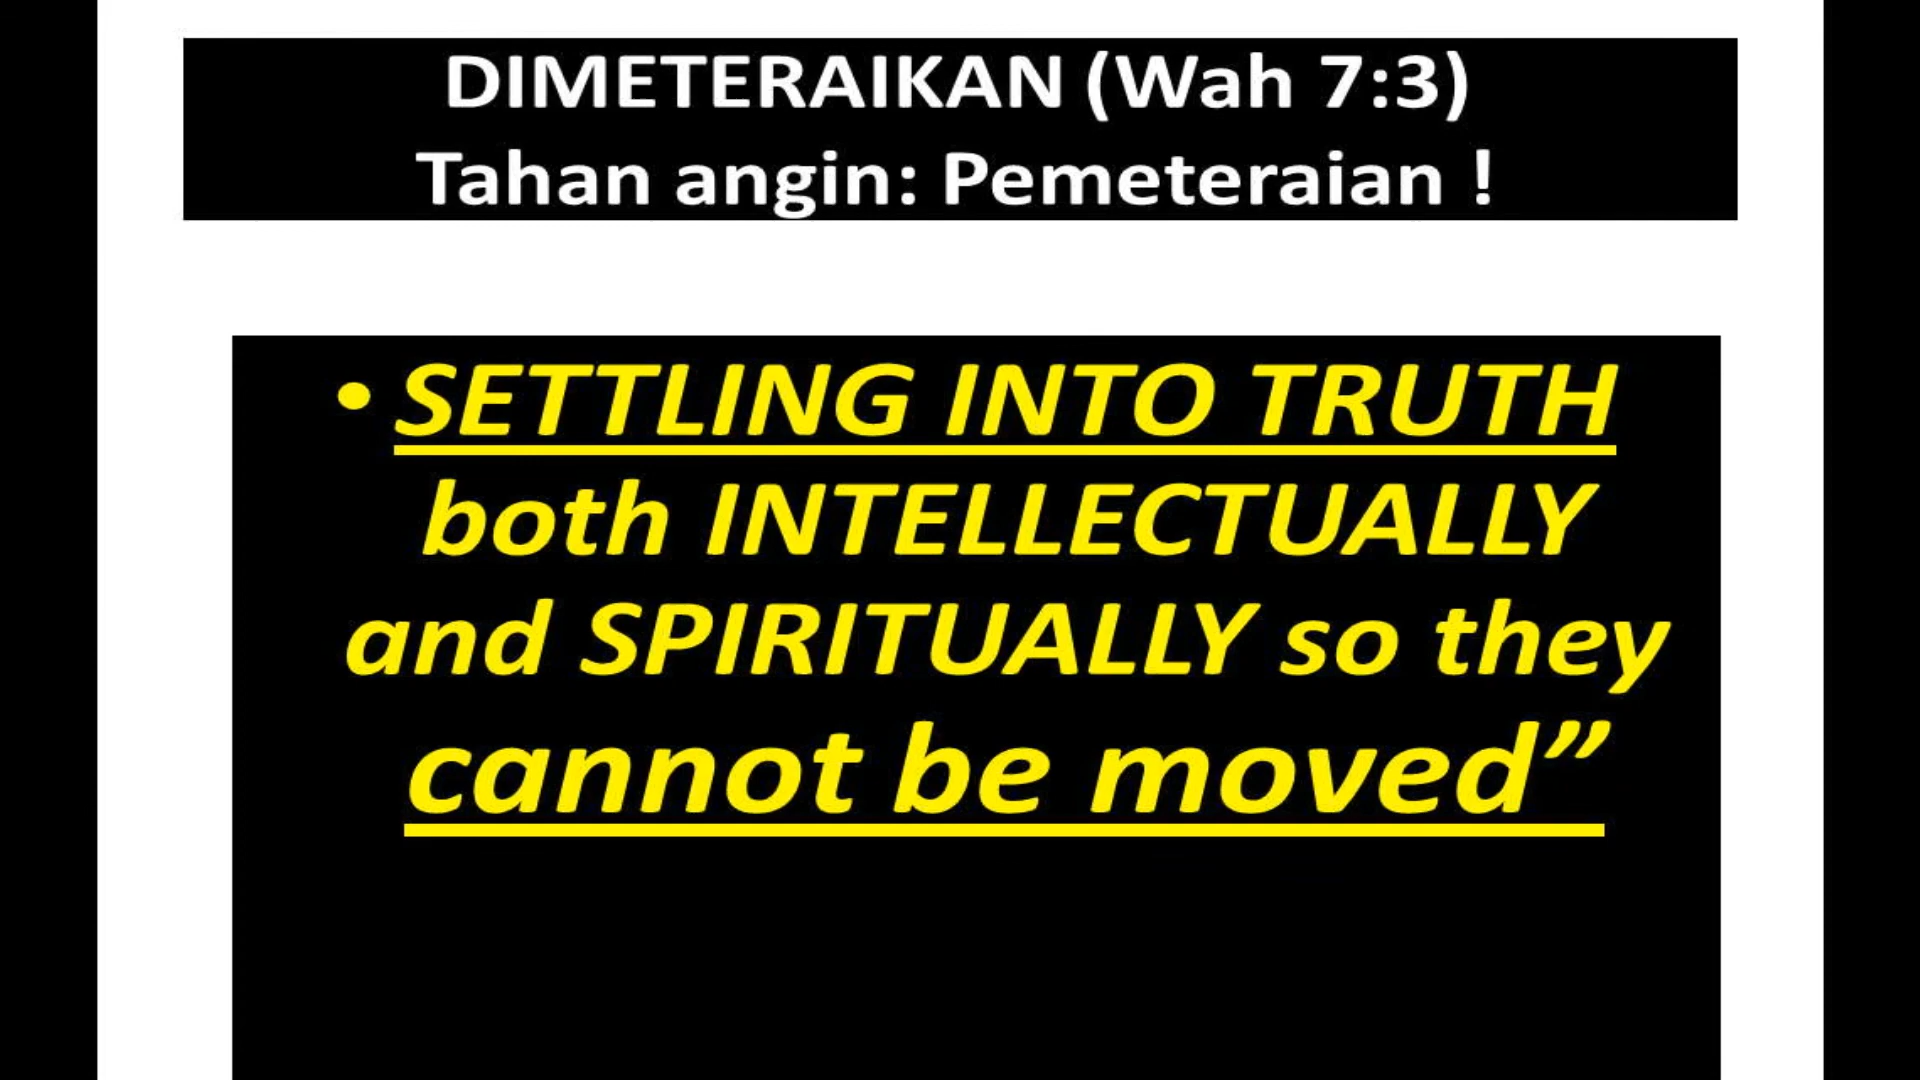 DIMETERAIKAN (Wah 7:3)
Tahan angin: Pemeteraian !
• SETTLING INTO TRUTH
both INTELLECTUALLY
and SPIRITUALLY so they
cannot be moved”